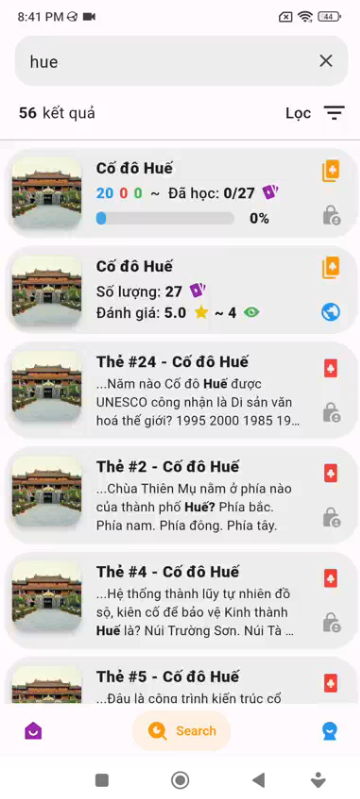 8:41 PM
44
hue
56 kết quả
Lọc
Cố đô Huế
20 0 0 ~ Đã học: 0/27
0%
Cố đô Huế
Số lượng: 27
Đánh giá: 5.0 ~ 4
Thẻ #24 - Cố đô Huế
...Năm nào Cố đô Huế được
UNESCO công nhận là Di sản văn
hoá thế giới? 1995 2000 1985 19...
Thẻ #2 - Cố đô Huế
...Chùa Thiên Mụ nằm ở phía nào
của thành phố Huế? Phía bắc.
Phía nam. Phía đông. Phía tây.
Thẻ #4 - Cố đô Huế
...Hệ thống thành lũy tự nhiên đồ
sộ, kiên cố để bảo vệ Kinh thành
Huế là? Núi Trường Sơn. Núi Tà ...
Thẻ #5 - Cố đô Huế
...Đâu là công trình kiến trúc cổ
Search